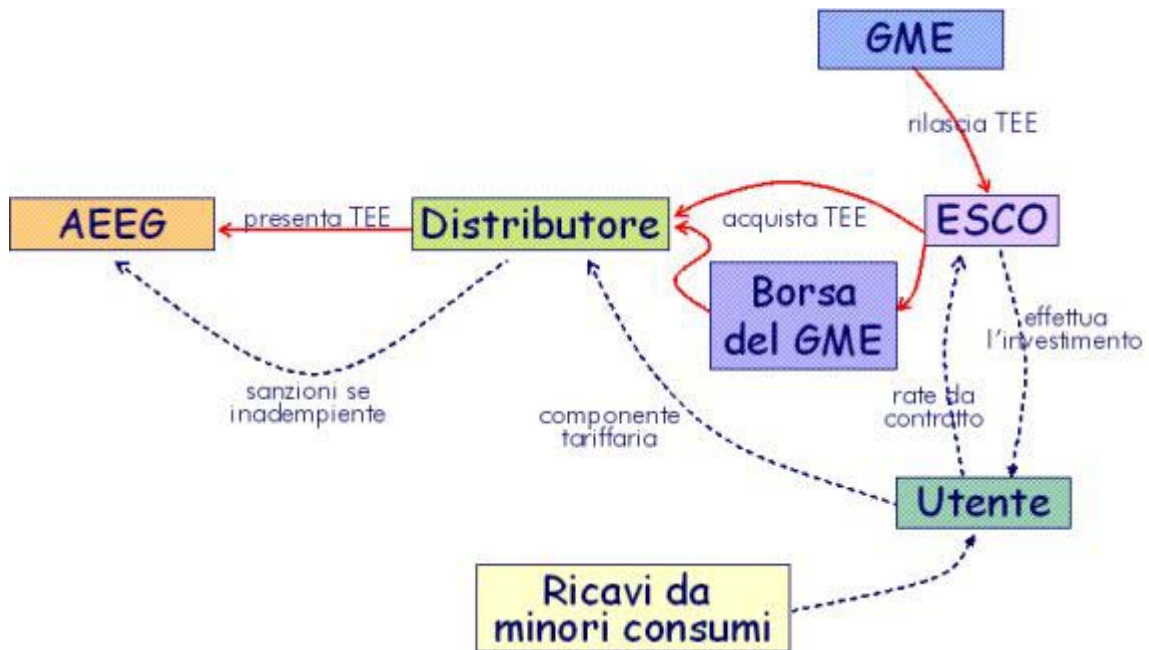 GME
rilascia TEE
AEEG
presenta TEE
Distributore
acquista TEE
ESCO
Borsa
del GME
effettua
l'investimento
sanzioni se
inadempiente
componente
tariffaria
rate da
contratto
Utente
Ricavi da
minori consumi